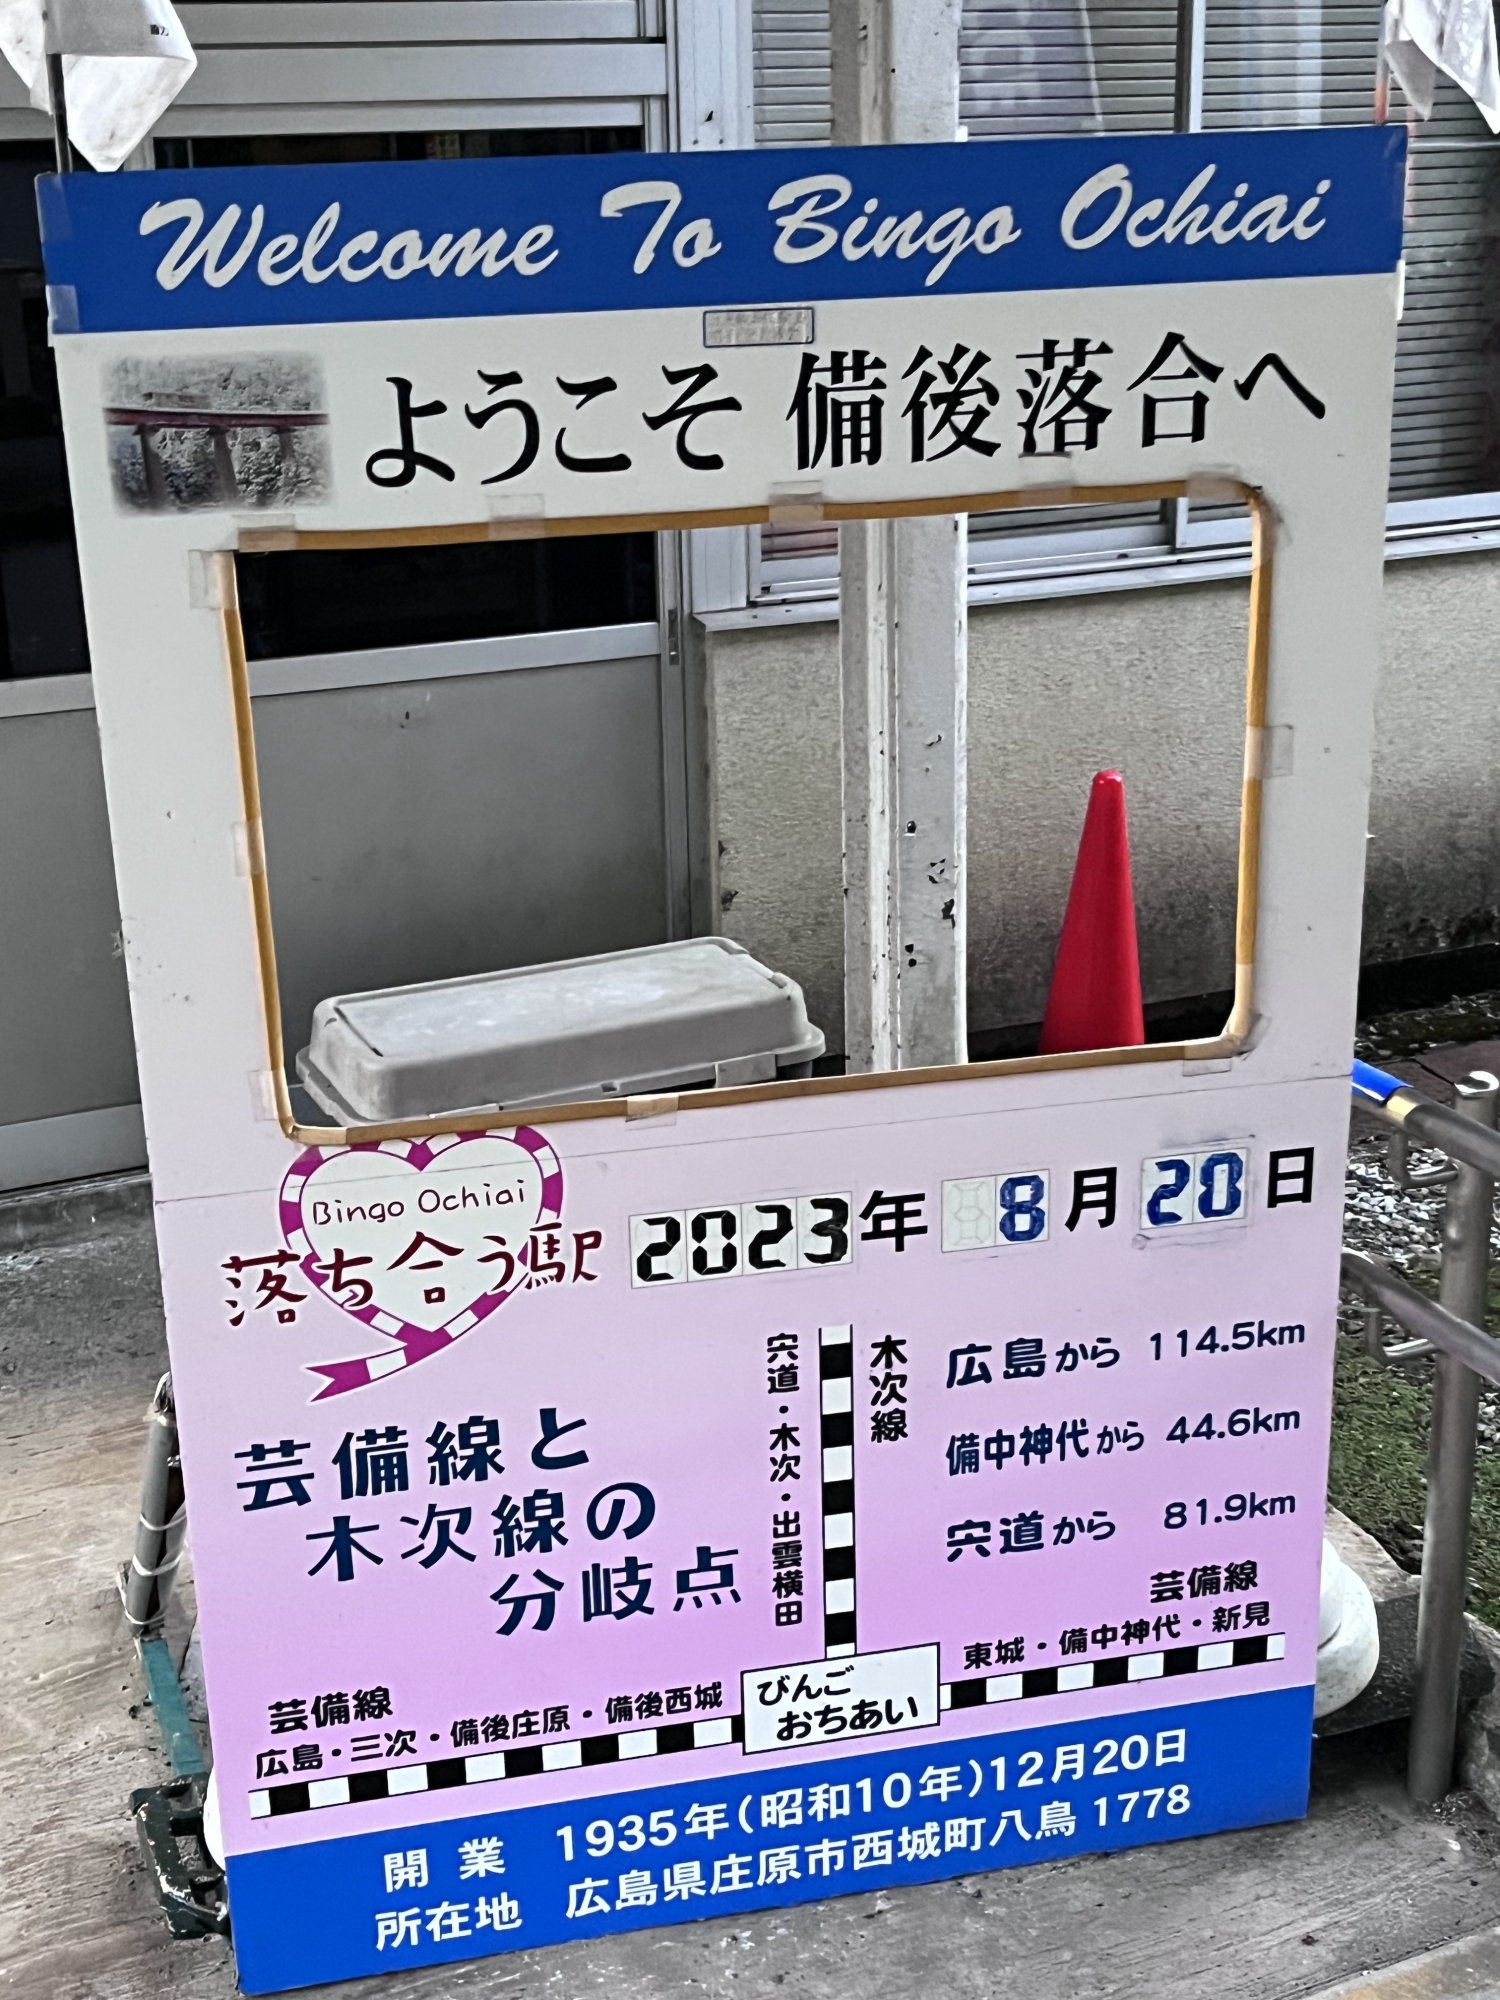 Welcome To Bingo Ochiai
ようこそ 備後落合へ
Bingo Ochiai
落ち合う駅
2023年 8月 20日
芸備線と
木次線の
分岐点
宍道・木次・出雲横田
木次線
広島から 114.5km
備中神代から 44.6km
宍道から 81.9km
芸備線
東城・備中神代・新見
芸備線
広島・三次・備後庄原・備後西城
びんご
おちあい
開業 1935年(昭和10年)12月20日
所在地 広島県庄原市西城町八鳥 1778